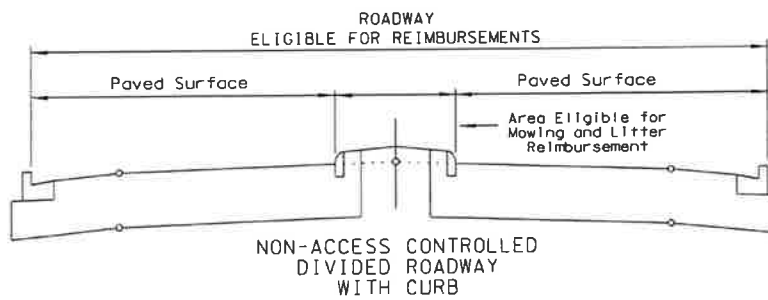 ROADWAY
ELIGIBLE FOR REIMBURSEMENTS
Paved Surface
Paved Surface
Area Eligible for
Mowing and Litter
Reimbursement
NON-ACCESS CONTROLLED
DIVIDED ROADWAY
WITH CURB